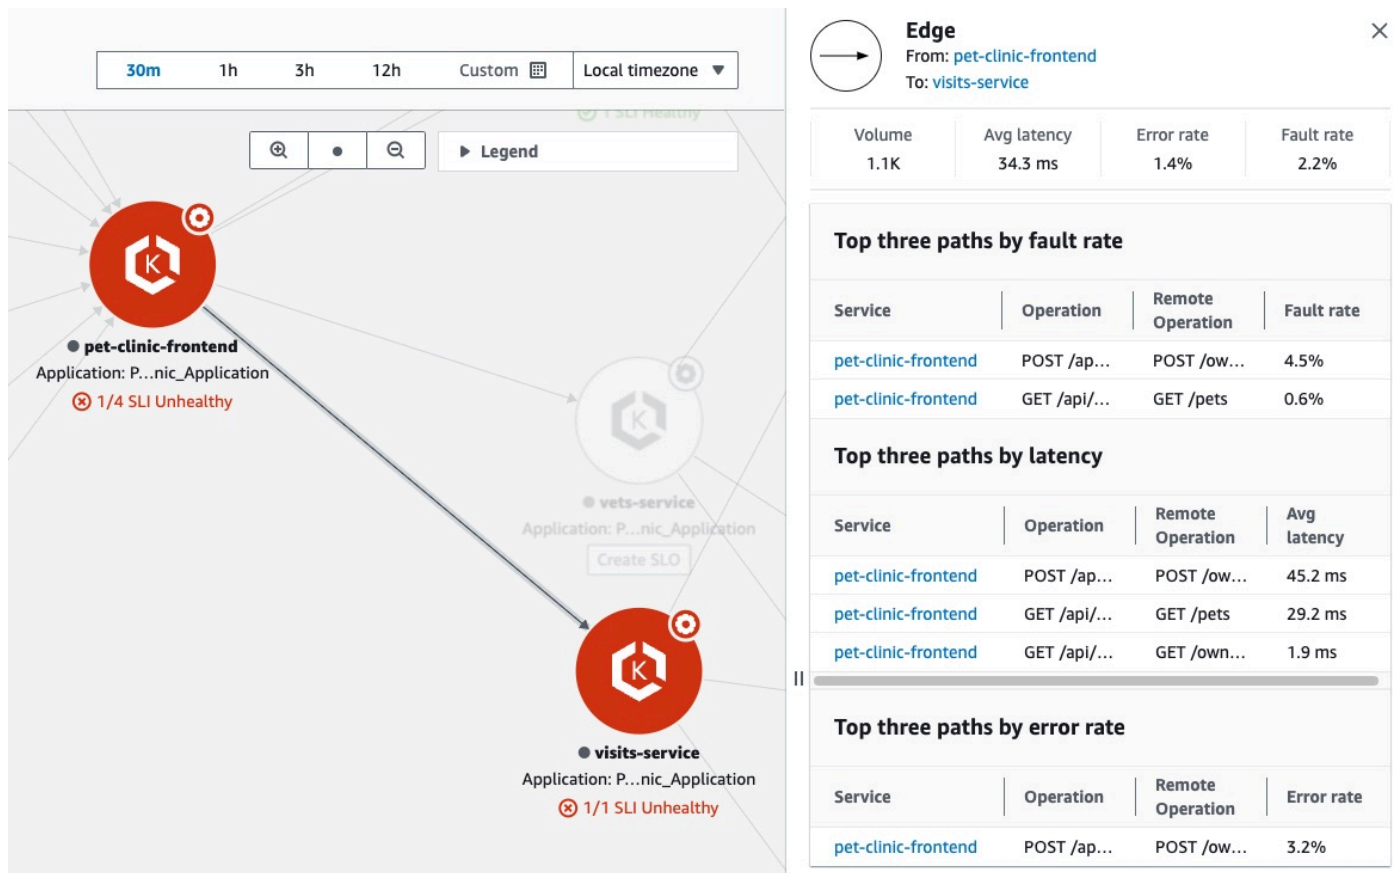 30m 1h 3h 12h Custom Local timezone
1 SLI Healthy
Legend
K
pet-clinic-frontend
Application: P...nic_Application
1/4 SLI Unhealthy
K
vets-service
Application: P...nic_Application
Create SLO
K
visits-service
Application: P...nic_Application
1/1 SLI Unhealthy
Edge
From: pet-clinic-frontend
To: visits-service
Volume Avg latency Error rate Fault rate
1.1K 34.3 ms 1.4% 2.2%
Top three paths by fault rate
Service Operation Remote Operation Fault rate
pet-clinic-frontend POST /ap... POST /ow... 4.5%
pet-clinic-frontend GET /api/... GET /pets 0.6%
Top three paths by latency
Service Operation Remote Operation Avg latency
pet-clinic-frontend POST /ap... POST /ow... 45.2 ms
pet-clinic-frontend GET /api/... GET /pets 29.2 ms
pet-clinic-frontend GET /api/... GET /own... 1.9 ms
Top three paths by error rate
Service Operation Remote Operation Error rate
pet-clinic-frontend POST /ap... POST /ow... 3.2%